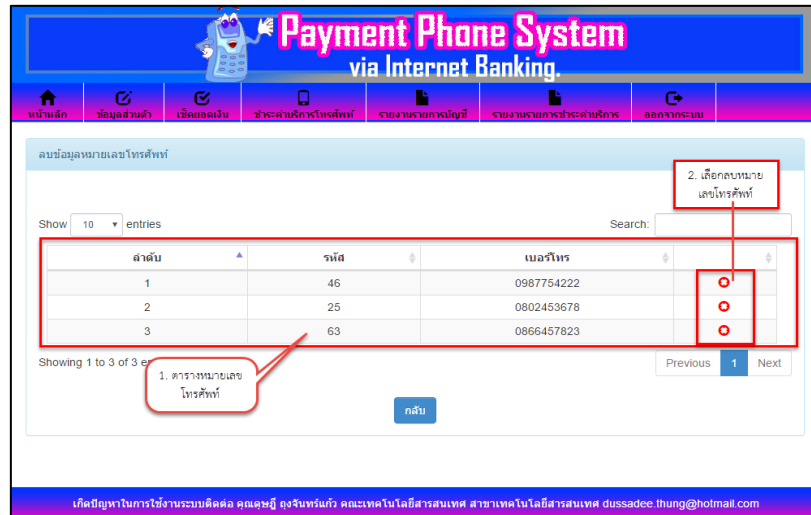 Payment Phone System
via Internet Banking.
หน้าหลัก ข้อมูลส่วนตัว เช็คยอดเงิน ชำระค่าบริการโทรศัพท์ รายงานรายการบัญชี รายงานรายการชำระค่าบริการ ออกจากระบบ
ลบข้อมูลหมายเลขโทรศัพท์
2. เลือกลบหมาย
เลขโทรศัพท์
Show 10 entries Search:
ลำดับ รหัส เบอร์โทร
1 46 0987754222
2 25 0802453678
3 63 0866457823
Showing 1 to 3 of 3 Previous 1 Next
1. ตารางหมายเลข
โทรศัพท์
กลับ
เกิดปัญหาในการใช้งานระบบติดต่อ คุณดุษฎี ถุงจันทร์แก้ว คณะเทคโนโลยีสารสนเทศ สาขาเทคโนโลยีสารสนเทศ dussadee.thung@hotmail.com